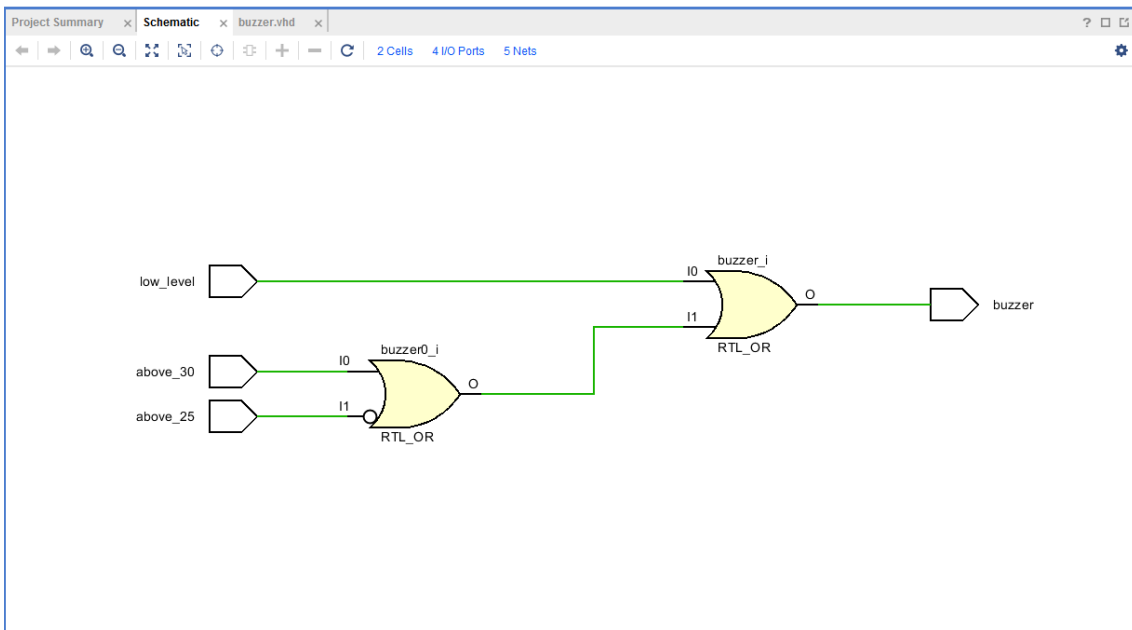 Project Summary × Schematic × buzzer.vhd × ?
2 Cells 4 I/O Ports 5 Nets
buzzer_i
low_level I0 O buzzer
I1
RTL_OR
buzzer0_i
above_30 I0 O
above_25 I1
RTL_OR